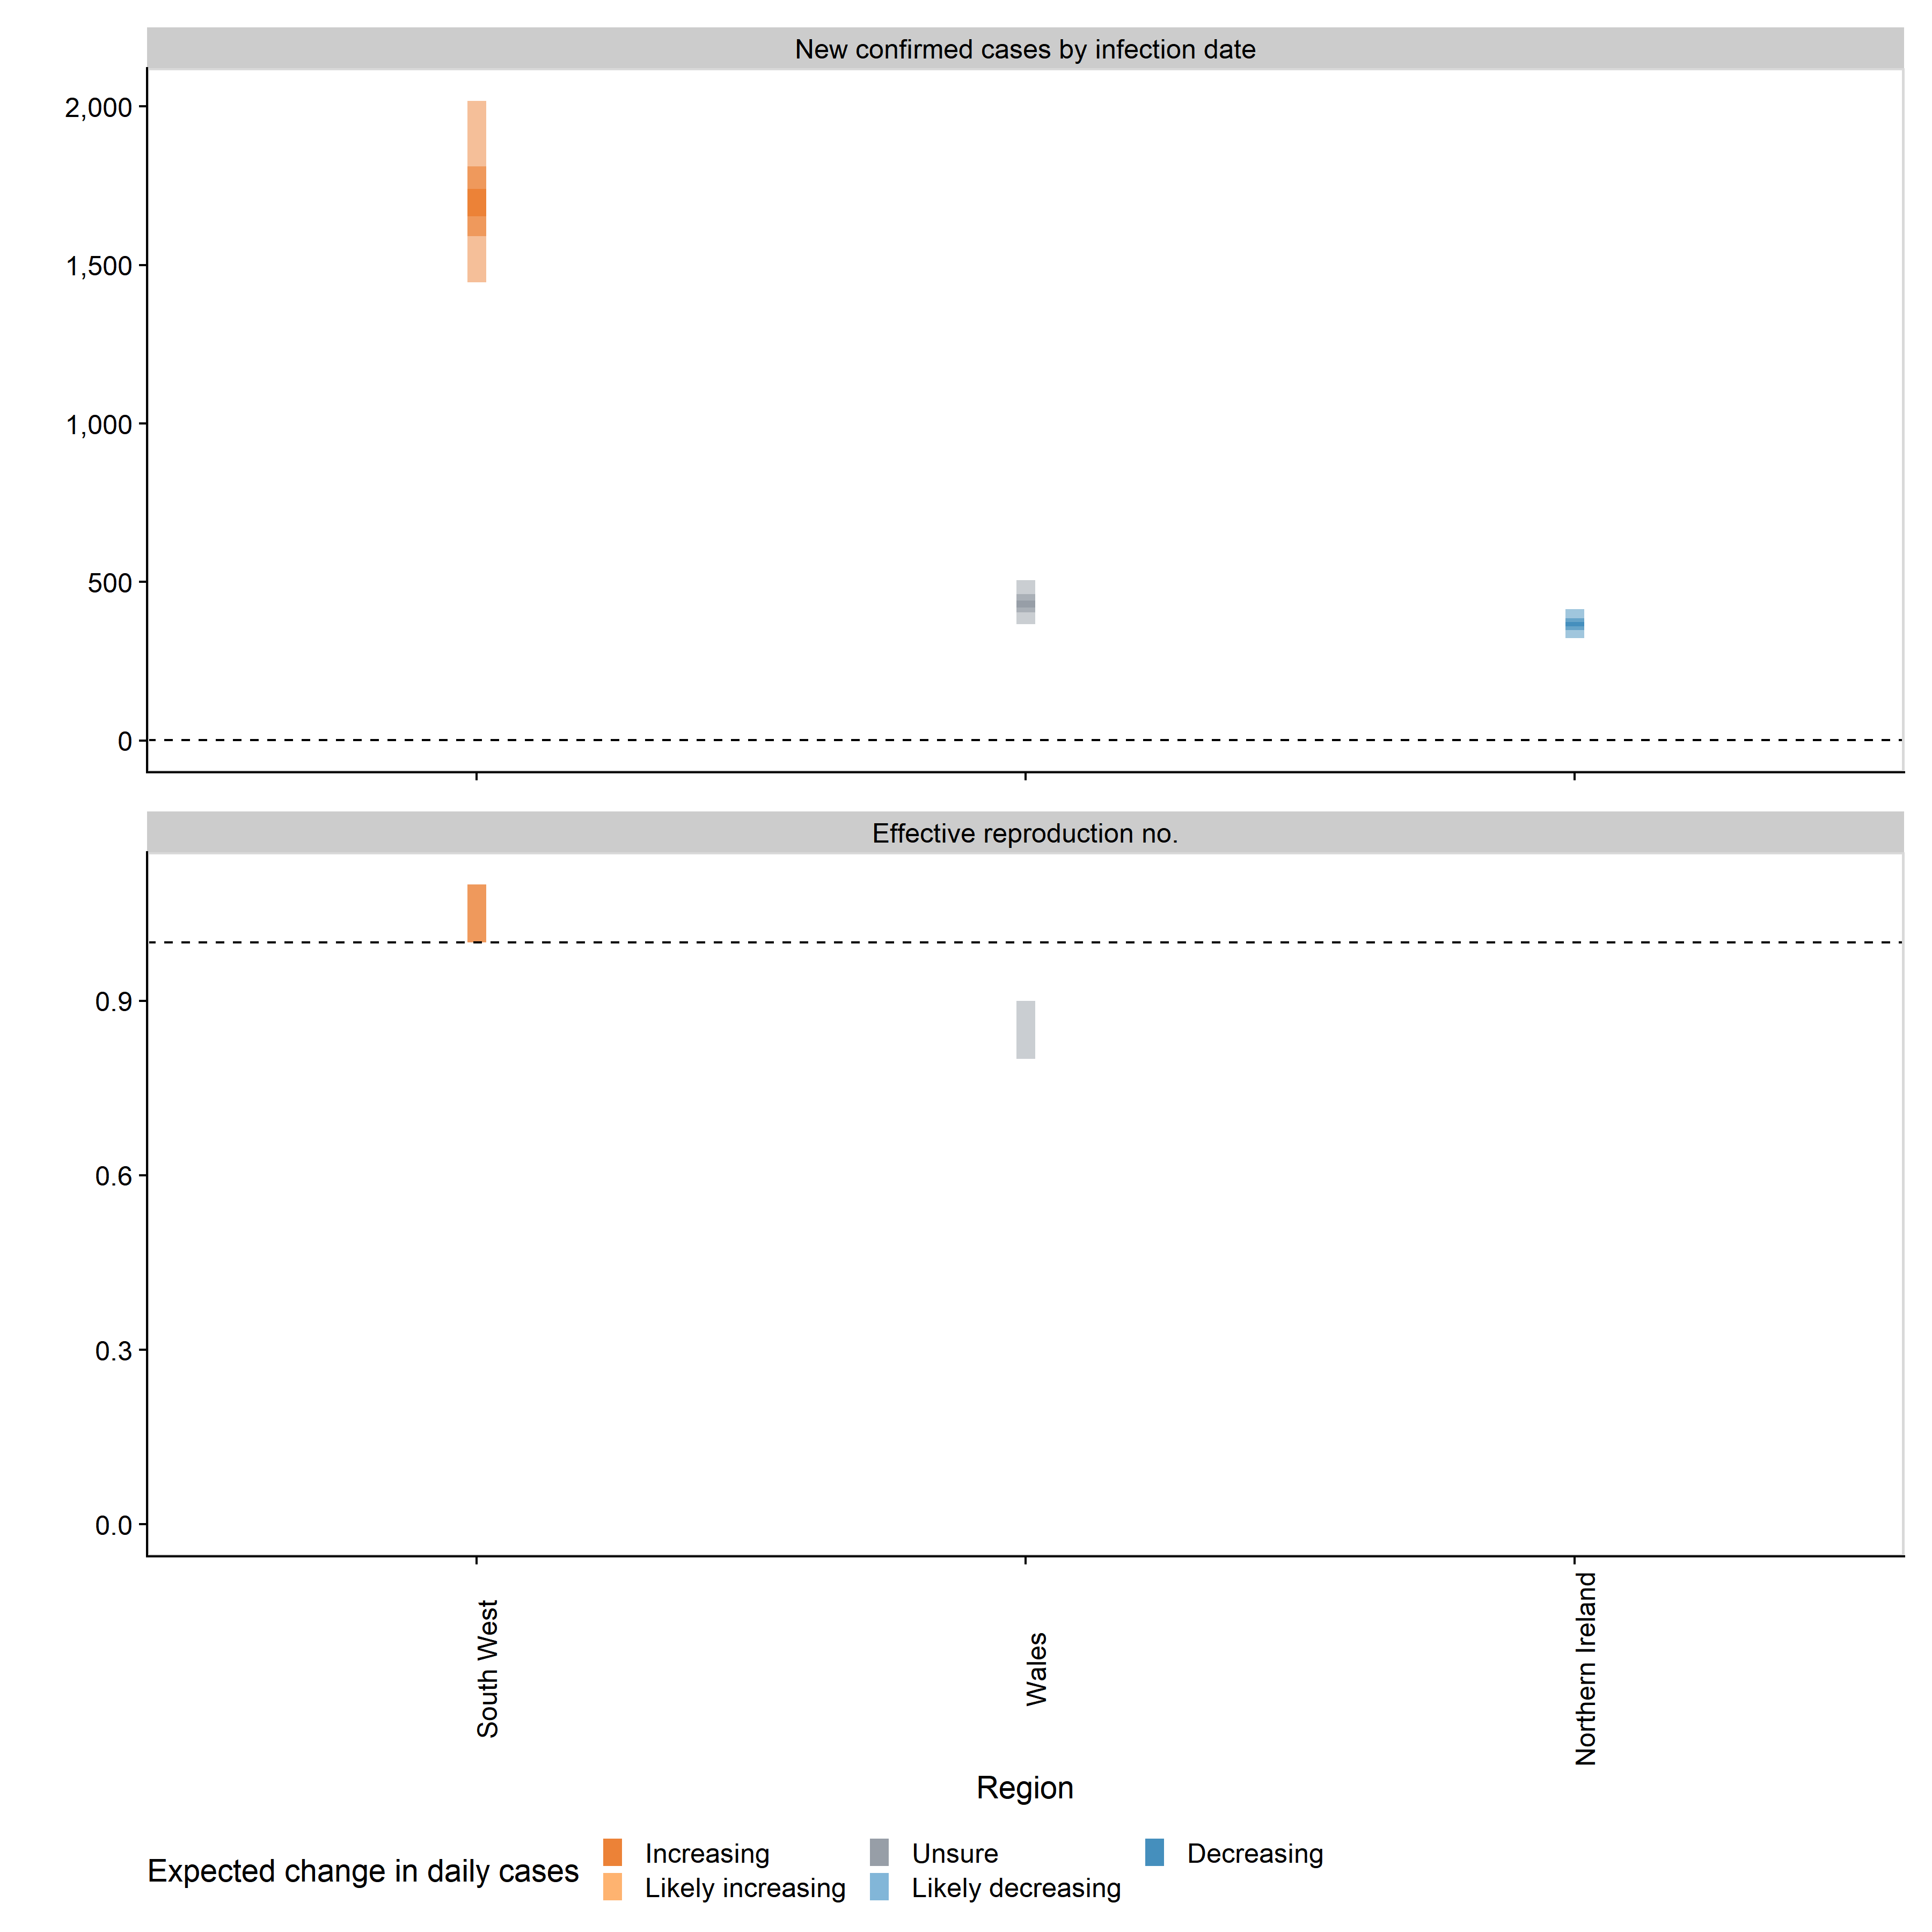 New confirmed cases by infection date
2,000
1,500
1,000
500
0
Effective reproduction no.
0.9
0.6
0.3
0.0
South West
Wales
Northern Ireland
Region
Expected change in daily cases
Increasing
Unsure
Decreasing
Likely increasing
Likely decreasing